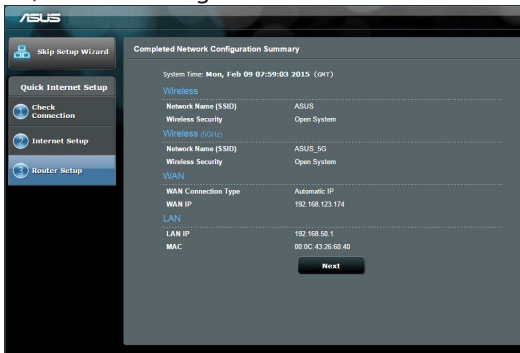 ASUS
Skip Setup Wizard
Quick Internet Setup
1 Check Connection
2 Internet Setup
3 Router Setup
Completed Network Configuration Summary
System Time: Mon, Feb 09 07:59:03 2015 (GMT)
Wireless
Network Name (SSID) ASUS
Wireless Security Open System
Wireless (5GHz)
Network Name (SSID) ASUS_5G
Wireless Security Open System
WAN
WAN Connection Type Automatic IP
WAN IP 192.168.123.174
LAN
LAN IP 192.168.50.1
MAC 00:0C:43:26:60:40
Next